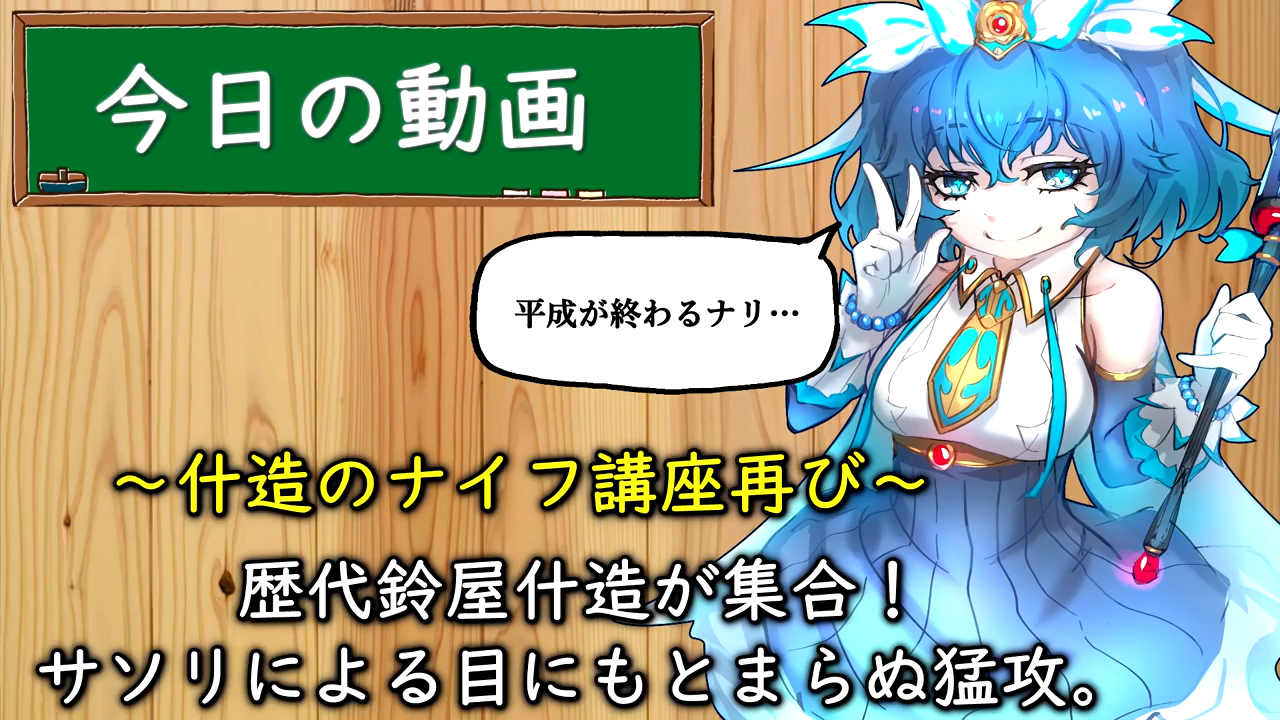 今日の動画
平成が終わるナリ…
～什造のナイフ講座再び～
歴代鈴屋什造が集合！
サソリによる目にもとまらぬ猛攻。